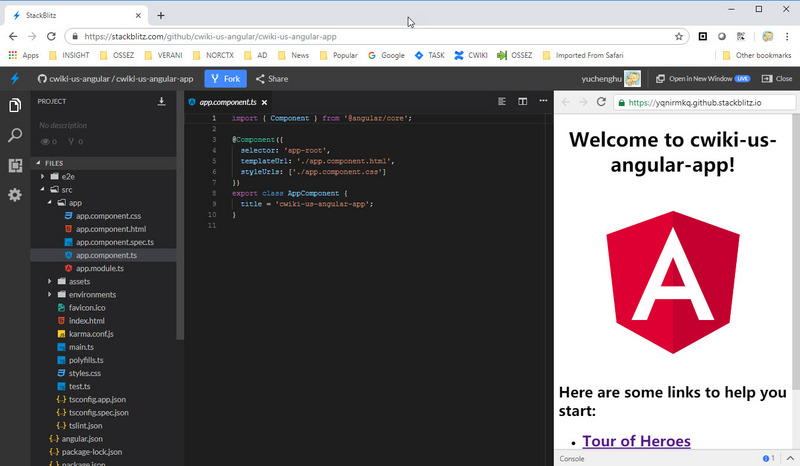 StackBlitz
https://stackblitz.com/github/cwiki-us-angular/cwiki-us-angular-app
Apps INSIGHT OSSEZ VERANI NORCTX AD News Popular Google TASK CWIKI OSSEZ Imported From Safari Other bookmarks
cwiki-us-angular / cwiki-us-angular-app Fork Share yuchenghu Open in New Window LIVE Close
PROJECT
No description
0 0
FILES
e2e
src
app
app.component.css
app.component.html
app.component.spec.ts
app.component.ts
app.module.ts
assets
environments
favicon.ico
index.html
karma.conf.js
main.ts
polyfills.ts
styles.css
test.ts
tsconfig.app.json
tsconfig.spec.json
tslint.json
angular.json
package-lock.json
package.json
app.component.ts
1 import { Component } from '@angular/core';
2
3 @Component({
4 selector: 'app-root',
5 templateUrl: './app.component.html',
6 styleUrls: ['./app.component.css']
7 })
8 export class AppComponent {
9 title = 'cwiki-us-angular-app';
10 }
11
https://yqnirmkq.github.stackblitz.io
Welcome to cwiki-us-
angular-app!
A
Here are some links to help you
start:
Tour of Heroes
Console 1